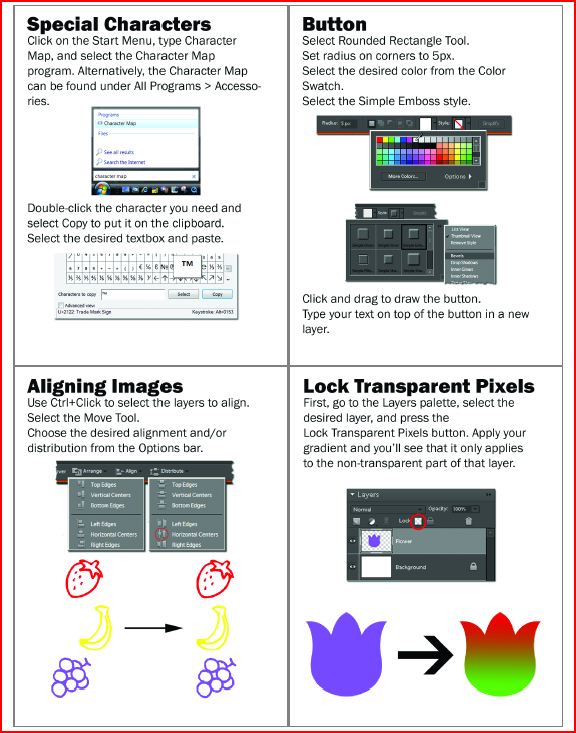 Special Characters
Click on the Start Menu, type Character
Map, and select the Character Map
program. Alternatively, the Character Map
can be found under All Programs > Accesso-
ries.
Programs
Character Map
Files
See all results
Search the Internet
character map
Double-click the character you need and
select Copy to put it on the clipboard.
Select the desired textbox and paste.
™
Characters to copy : ™ Select Copy
Advanced view
U+2122: Trade Mark Sign Keystroke: Alt+0153
Button
Select Rounded Rectangle Tool.
Set radius on corners to 5px.
Select the desired color from the Color
Swatch.
Select the Simple Emboss style.
Radius: 5 px Style: Simplify
More Colors... Options
Style: Simplify
List View
Thumbnail View
Remove Style
Bevels
Drop Shadows
Inner Glows
Inner Shadows
Click and drag to draw the button.
Type your text on top of the button in a new
layer.
Aligning Images
Use Ctrl+Click to select the layers to align.
Select the Move Tool.
Choose the desired alignment and/or
distribution from the Options bar.
Arrange Align Distribute
Top Edges Top Edges
Vertical Centers Vertical Centers
Bottom Edges Bottom Edges
Left Edges Left Edges
Horizontal Centers Horizontal Centers
Right Edges Right Edges
Lock Transparent Pixels
First, go to the Layers palette, select the
desired layer, and press the
Lock Transparent Pixels button. Apply your
gradient and you'll see that it only applies
to the non-transparent part of that layer.
Layers
Normal Opacity: 100%
Lock:
Flower
Background